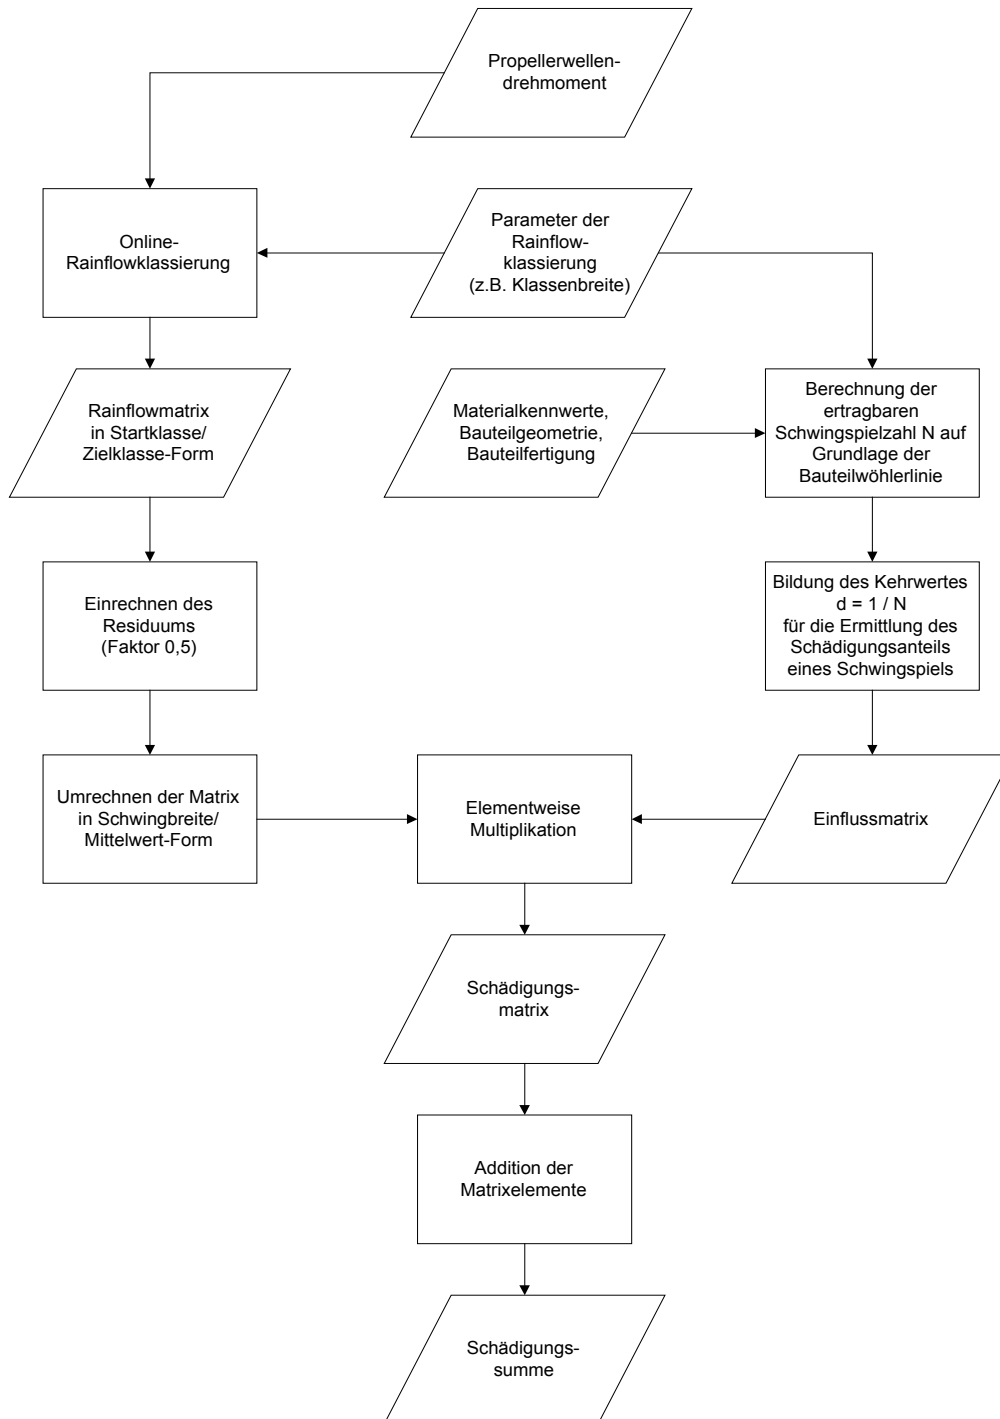 Propellerwellen-
drehmoment
Online-
Rainflowklassierung
Parameter der
Rainflow-
klassierung
(z.B. Klassenbreite)
Rainflowmatrix
in Startklasse/
Zielklasse-Form
Materialkennwerte,
Bauteilgeometrie,
Bauteilfertigung
Berechnung der
ertragbaren
Schwingspielzahl N auf
Grundlage der
Bauteilwöhlerlinie
Einrechnen des
Residuums
(Faktor 0,5)
Bildung des Kehrwertes
d = 1 / N
für die Ermittlung des
Schädigungsanteils
eines Schwingspiels
Umrechnen der Matrix
in Schwingbreite/
Mittelwert-Form
Elementweise
Multiplikation
Einflussmatrix
Schädigungs-
matrix
Addition der
Matrixelemente
Schädigungs-
summe